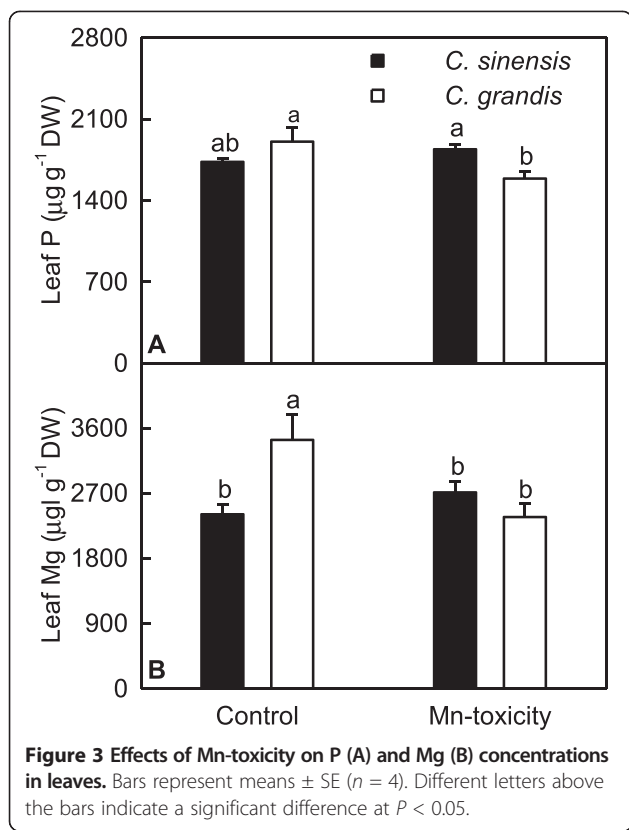 2800
C. sinensis
C. grandis
2100
1400
700
0
Leaf P (µg g⁻¹ DW)
ab
a
a
b
A
3600
2700
1800
900
0
Leaf Mg (µgl g⁻¹ DW)
b
a
b
b
B
Control
Mn-toxicity
Figure 3 Effects of Mn-toxicity on P (A) and Mg (B) concentrations
in leaves. Bars represent means ± SE (n = 4). Different letters above
the bars indicate a significant difference at P < 0.05.